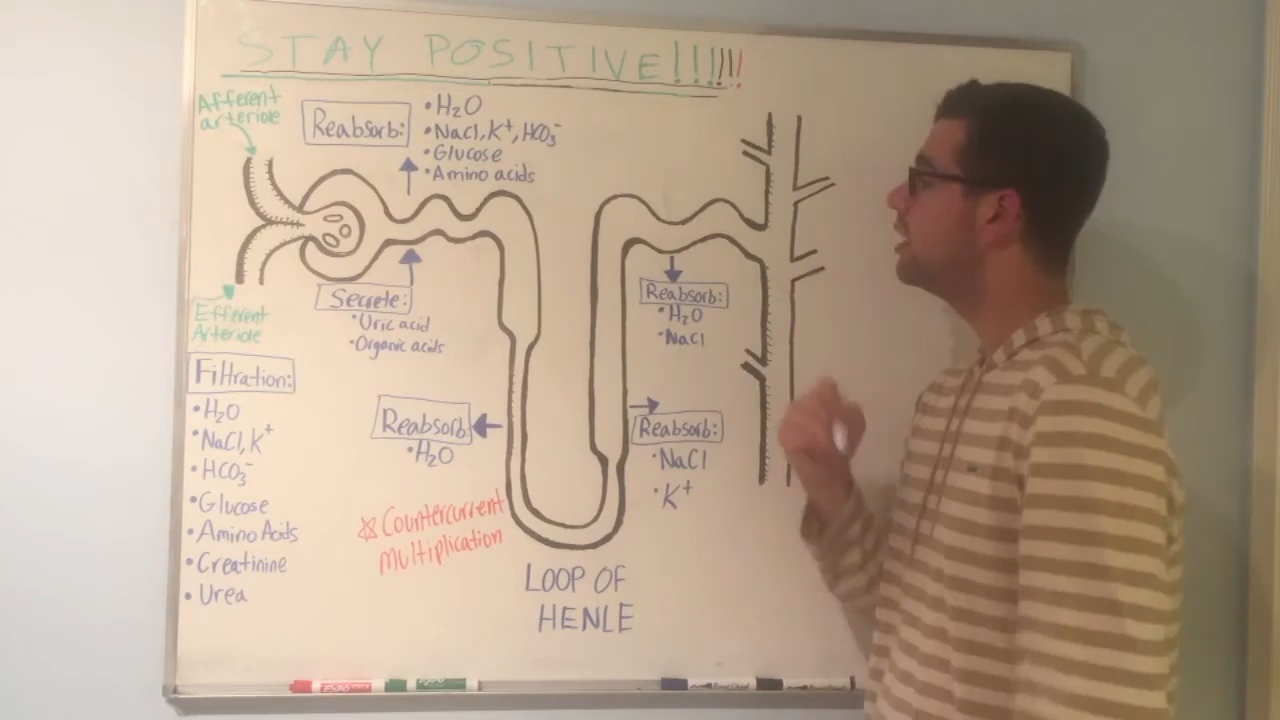 STAY POSITIVE!!!!!!
Afferent
arteriole
Reabsorb:
•H₂O
•NaCl, K⁺, HCO₃⁻
•Glucose
•Amino acids
Efferent
Arteriole
Secrete:
•Uric acid
•Organic acids
Reabsorb:
•H₂O
•NaCl
Filtration:
•H₂O
•NaCl, K⁺
•HCO₃⁻
•Glucose
•Amino Acids
•Creatinine
•Urea
Reabsorb
•H₂O
Reabsorb:
•NaCl
•K⁺
Countercurrent
Multiplication
LOOP OF
HENLE